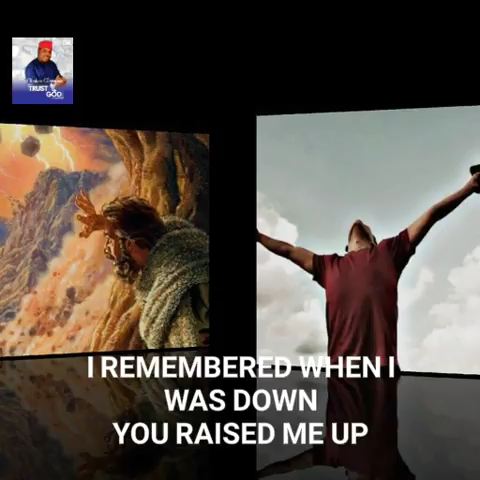 TRUST
GOD
I REMEMBERED WHEN I
WAS DOWN
YOU RAISED ME UP